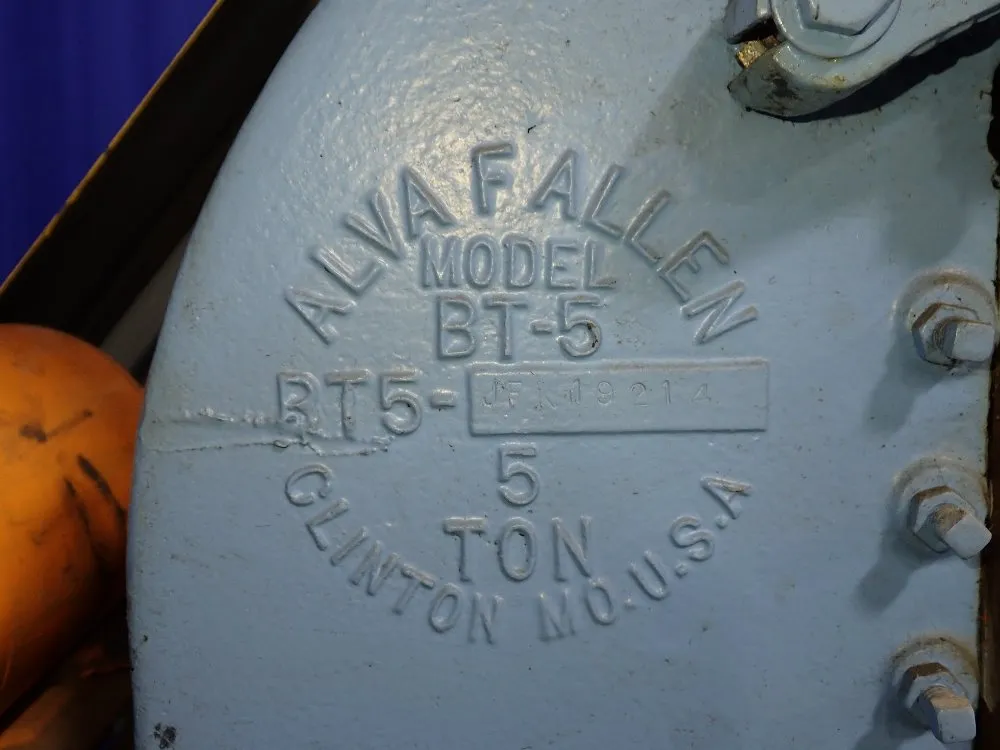 ALVA F ALLEN
MODEL
BT-5
BT5-
5
TON
CLINTON MO. U.S.A